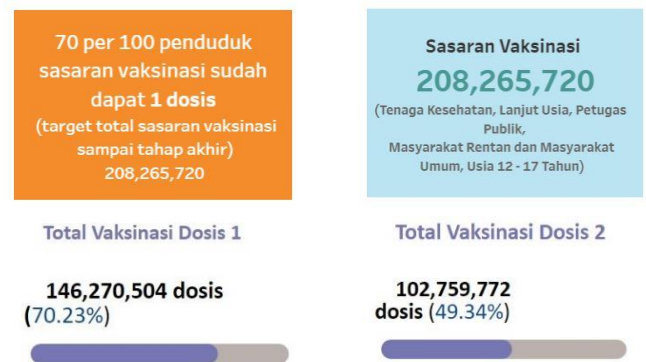 70 per 100 penduduk
sasaran vaksinasi sudah
dapat 1 dosis
(target total sasaran vaksinasi
sampai tahap akhir)
208,265,720
Sasaran Vaksinasi
208,265,720
(Tenaga Kesehatan, Lanjut Usia, Petugas
Publik,
Masyarakat Rentan dan Masyarakat
Umum, Usia 12 - 17 Tahun)
Total Vaksinasi Dosis 1
146,270,504 dosis
(70.23%)
Total Vaksinasi Dosis 2
102,759,772
dosis (49.34%)